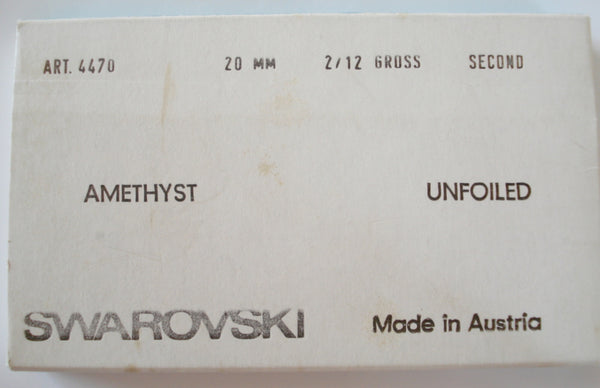 ART. 4470 20 MM 2/12 GROSS SECOND
AMETHYST UNFOILED
SWAROVSKI Made in Austria